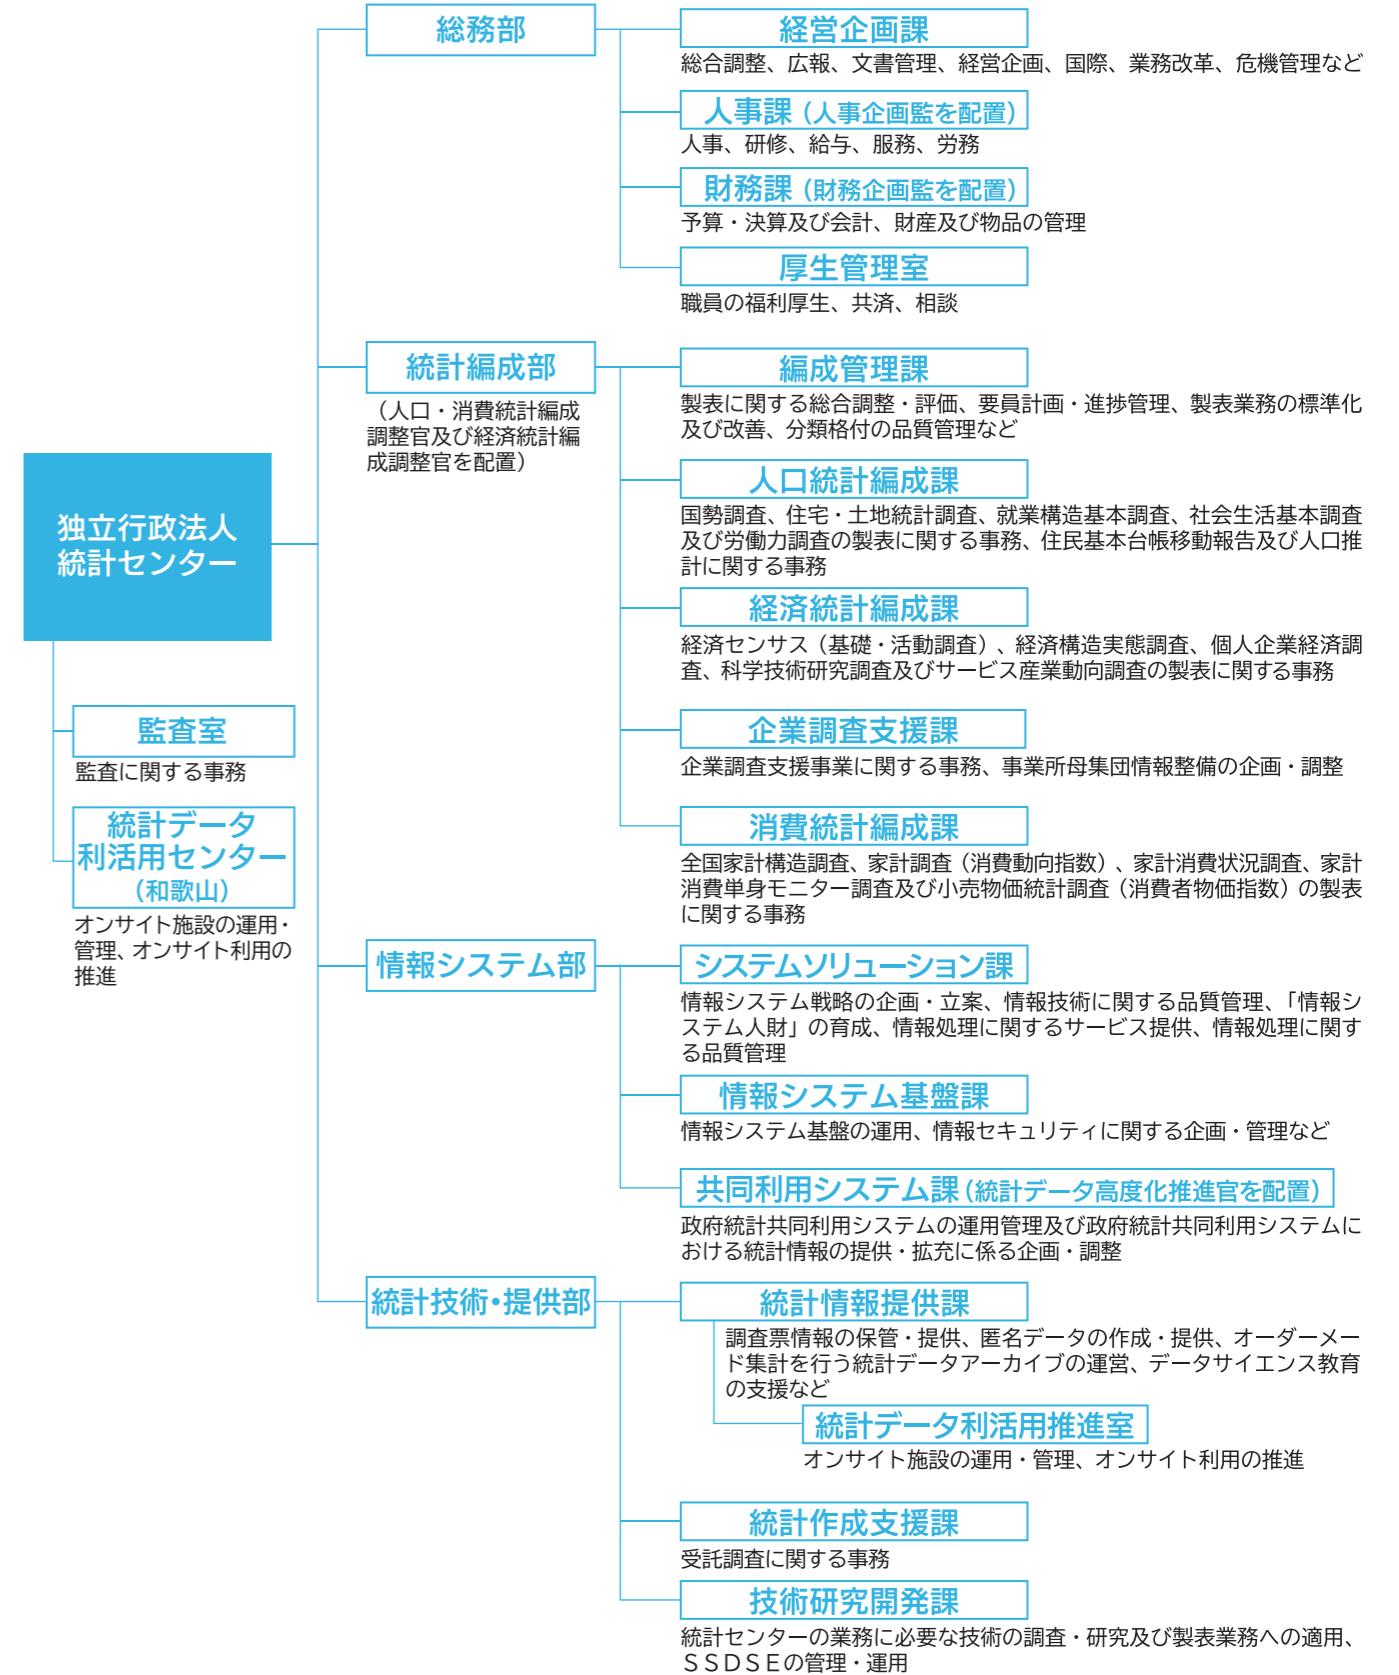 独立行政法人
統計センター
監査室
監査に関する事務
統計データ
利活用センター
（和歌山）
オンサイト施設の運用・
管理、オンサイト利用の
推進
総務部
経営企画課
総合調整、広報、文書管理、経営企画、国際、業務改革、危機管理など
人事課（人事企画監を配置）
人事、研修、給与、服務、労務
財務課（財務企画監を配置）
予算・決算及び会計、財産及び物品の管理
厚生管理室
職員の福利厚生、共済、相談
統計編成部
（人口・消費統計編成
調整官及び経済統計編
成調整官を配置）
編成管理課
製表に関する総合調整・評価、要員計画・進捗管理、製表業務の標準化
及び改善、分類格付の品質管理など
人口統計編成課
国勢調査、住宅・土地統計調査、就業構造基本調査、社会生活基本調査
及び労働力調査の製表に関する事務、住民基本台帳移動報告及び人口推
計に関する事務
経済統計編成課
経済センサス（基礎・活動調査）、経済構造実態調査、個人企業経済調
査、科学技術研究調査及びサービス産業動向調査の製表に関する事務
企業調査支援課
企業調査支援事業に関する事務、事業所母集団情報整備の企画・調整
消費統計編成課
全国家計構造調査、家計調査（消費動向指数）、家計消費状況調査、家計
消費単身モニター調査及び小売物価統計調査（消費者物価指数）の製表
に関する事務
情報システム部
システムソリューション課
情報システム戦略の企画・立案、情報技術に関する品質管理、「情報シ
ステム人財」の育成、情報処理に関するサービス提供、情報処理に関す
る品質管理
情報システム基盤課
情報システム基盤の運用、情報セキュリティに関する企画・管理など
共同利用システム課（統計データ高度化推進官を配置）
政府統計共同利用システムの運用管理及び政府統計共同利用システムに
おける統計情報の提供・拡充に係る企画・調整
統計技術・提供部
統計情報提供課
調査票情報の保管・提供、匿名データの作成・提供、オーダーメー
ド集計を行う統計データアーカイブの運営、データサイエンス教育
の支援など
統計データ利活用推進室
オンサイト施設の運用・管理、オンサイト利用の推進
統計作成支援課
受託調査に関する事務
技術研究開発課
統計センターの業務に必要な技術の調査・研究及び製表業務への適用、
ＳＳＤＳＥの管理・運用